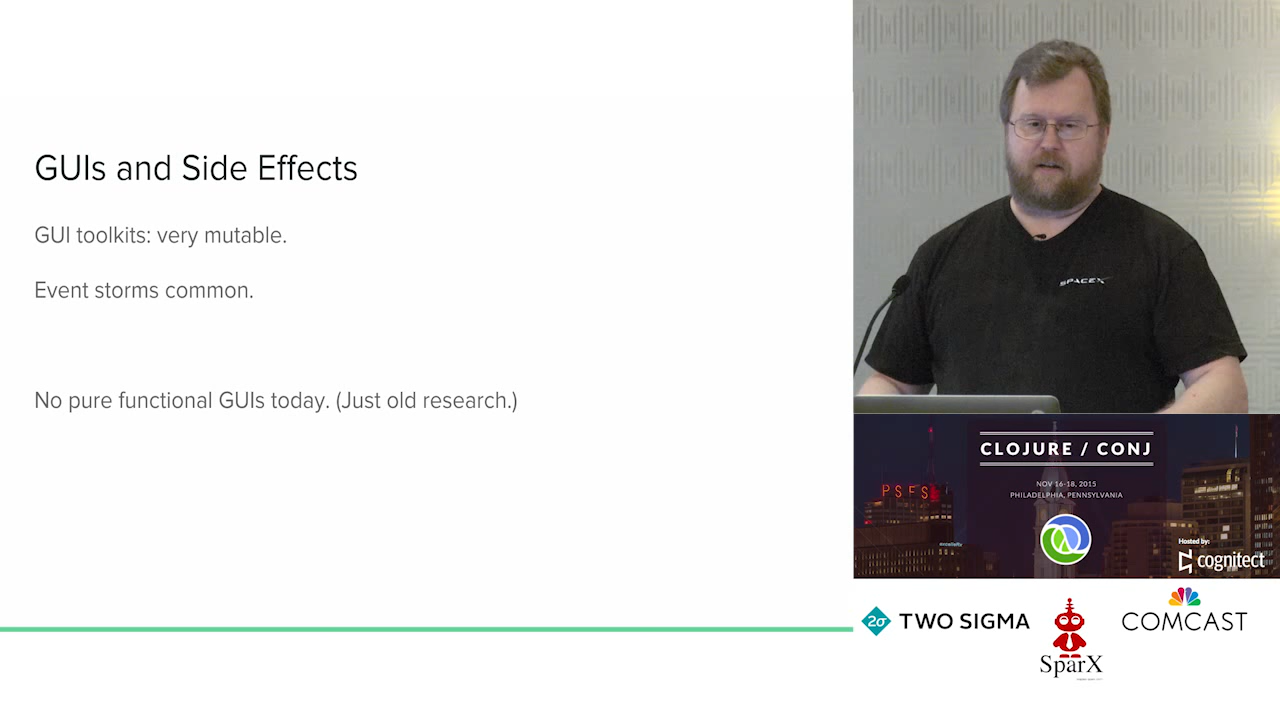 GUIs and Side Effects
GUI toolkits: very mutable.
Event storms common.
No pure functional GUIs today. (Just old research.)
SPACEX
CLOJURE / CONJ
NOV 16-18, 2015
PHILADELPHIA, PENNSYLVANIA
PSFS
Hosted by:
cognitect
2σ TWO SIGMA
SparX
COMCAST